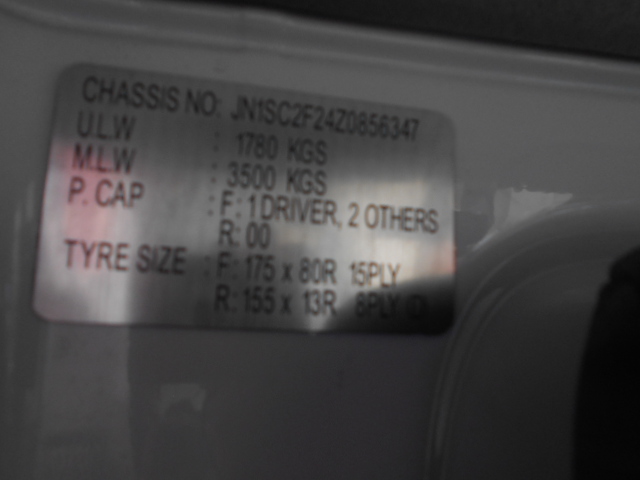 CHASSIS NO: JN1SC2F24Z0856347
U.L.W : 1780 KGS
M.L.W : 3500 KGS
P. CAP : F: 1 DRIVER, 2 OTHERS
R: 00
TYRE SIZE : F: 175 x 80R 15PLY
R: 155 x 13R 8PLY